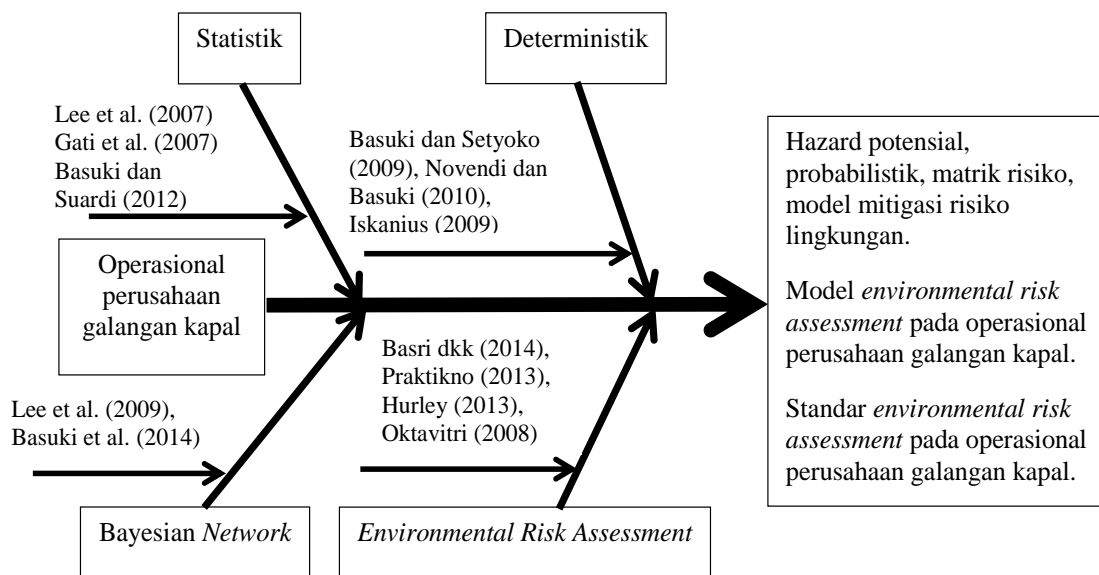 Statistik
Deterministik
Lee et al. (2007)
Gati et al. (2007)
Basuki dan
Suardi (2012)
Basuki dan Setyoko
(2009), Novendi dan
Basuki (2010),
Iskanius (2009)
Operasional
perusahaan
galangan kapal
Hazard potensial,
probabilistik, matrik risiko,
model mitigasi risiko
lingkungan.
Model environmental risk
assessment pada operasional
perusahaan galangan kapal.
Standar environmental risk
assessment pada operasional
perusahaan galangan kapal.
Lee et al. (2009),
Basuki et al. (2014)
Basri dkk (2014),
Praktikno (2013),
Hurley (2013),
Oktavitri (2008)
Bayesian Network
Environmental Risk Assessment